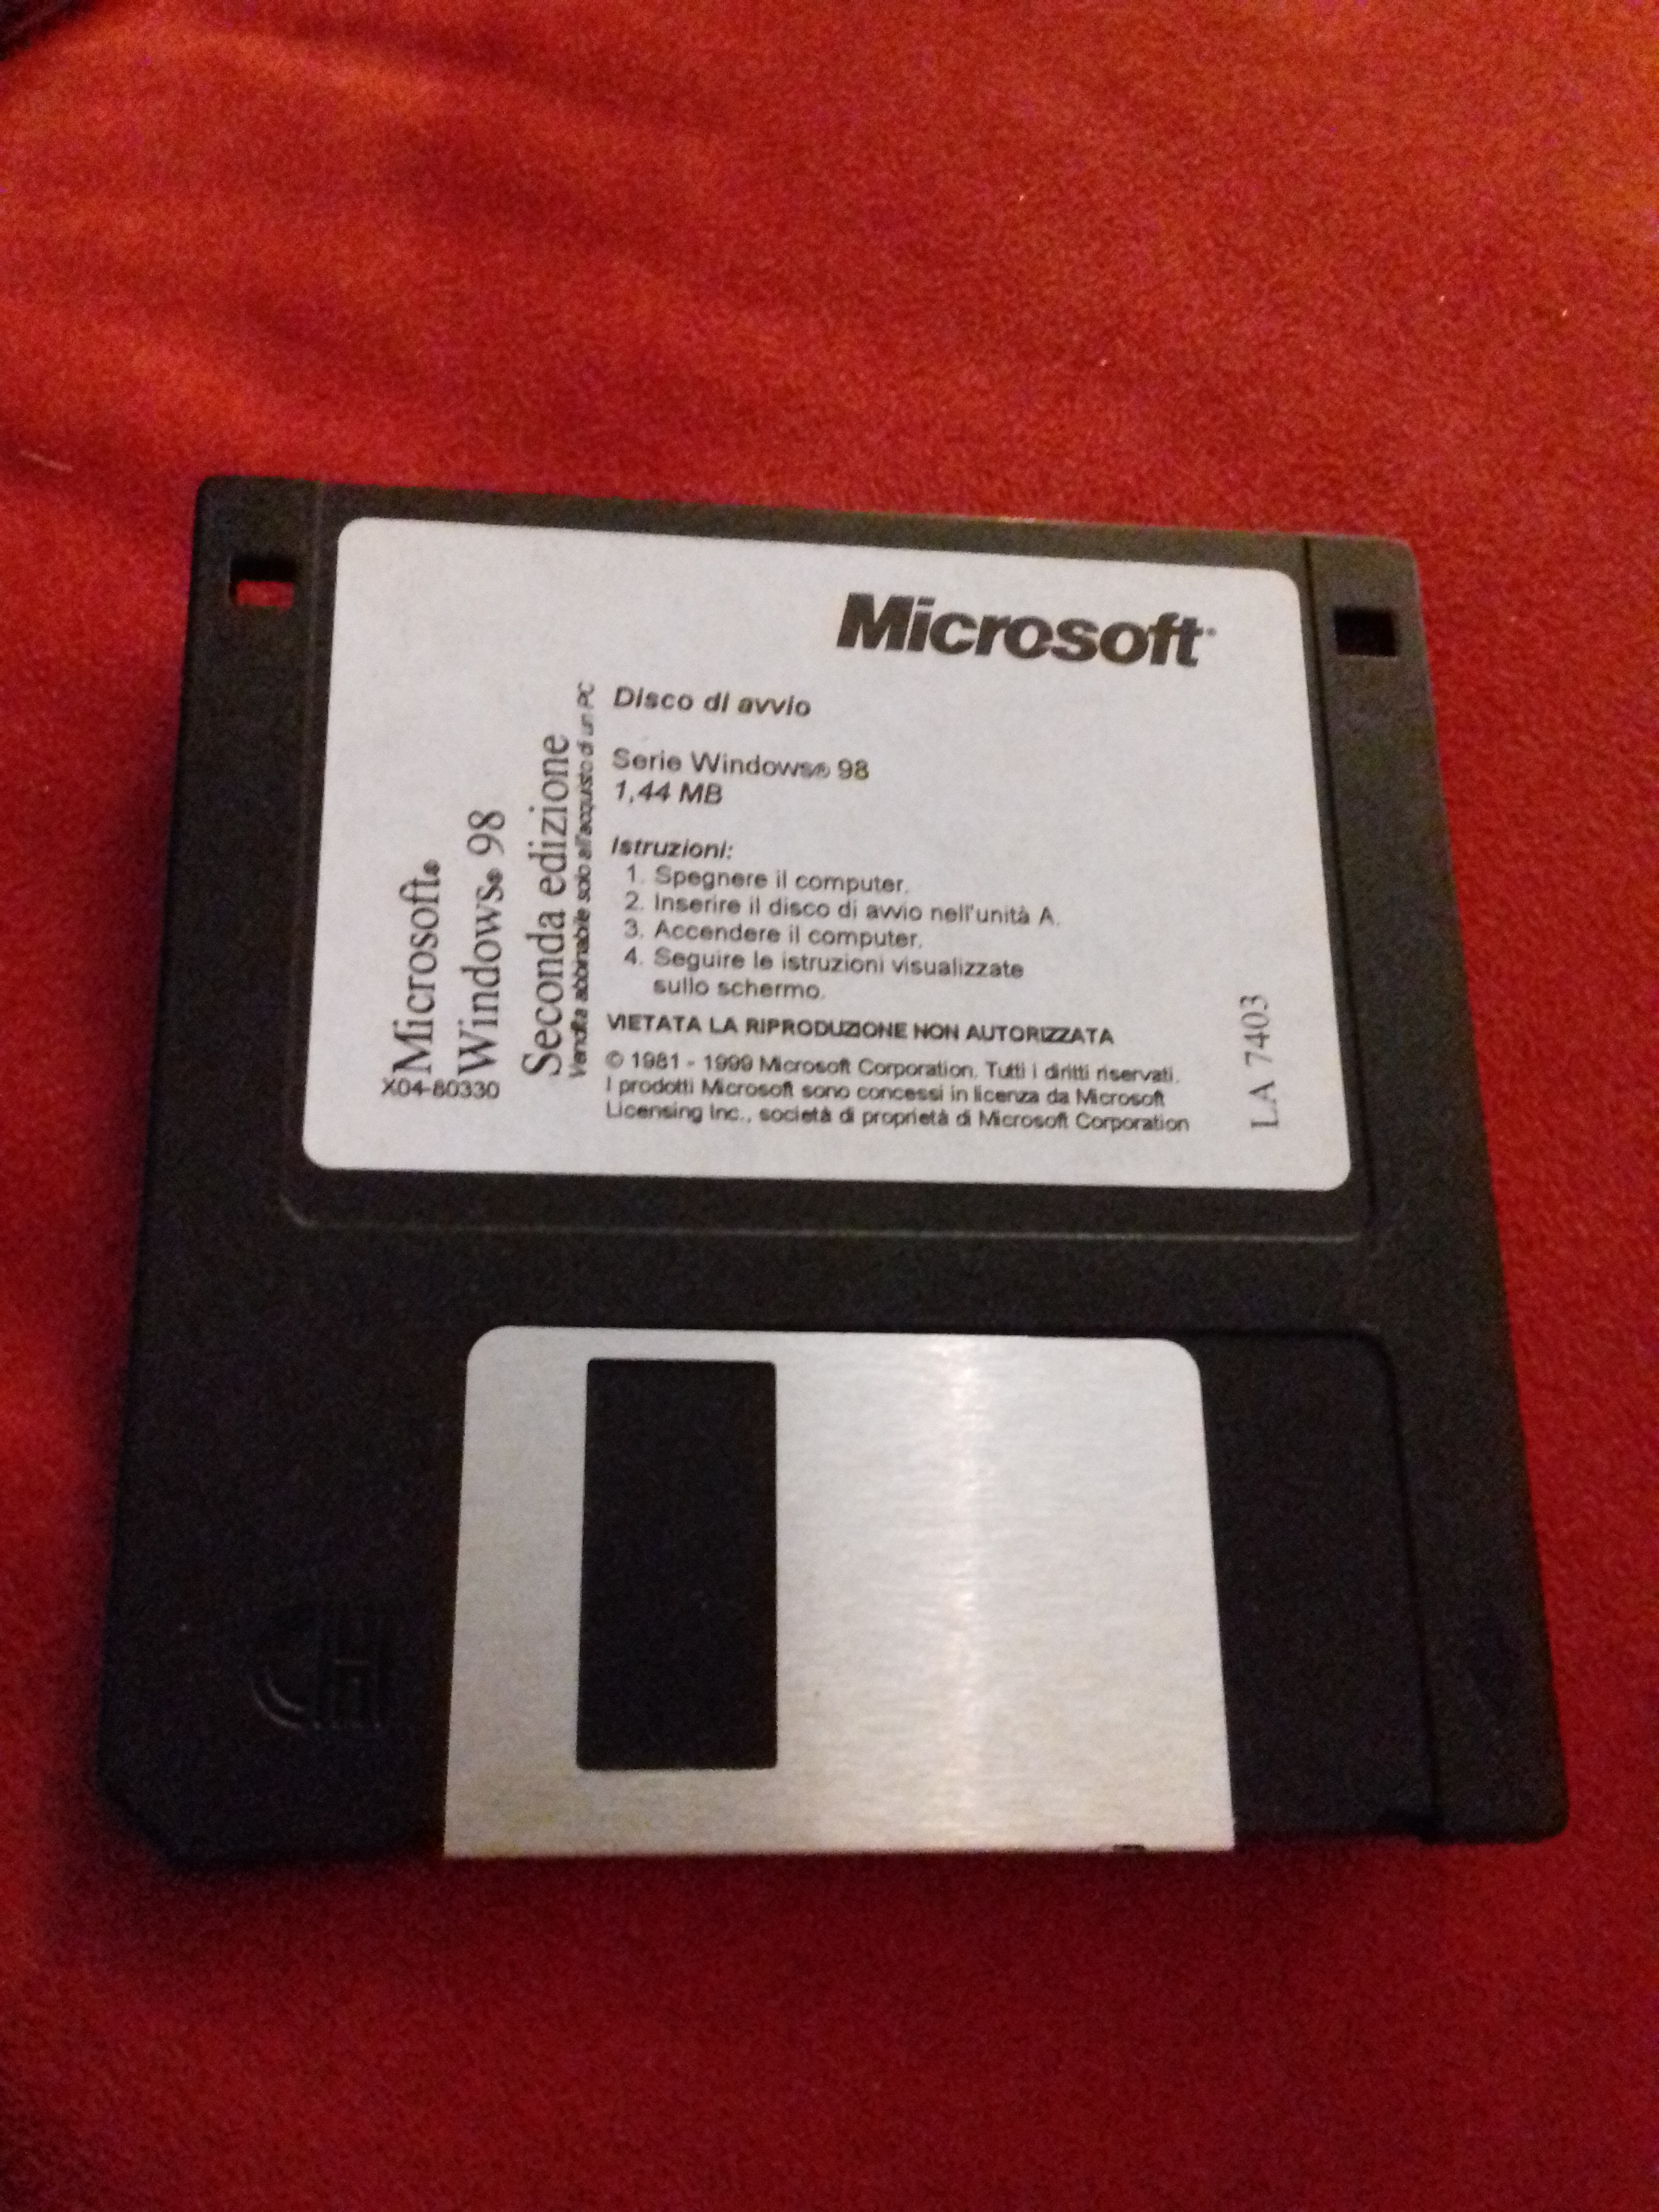 Microsoft
Disco di avvio
Serie Windows® 98
1,44 MB
Istruzioni:
1. Spegnere il computer.
2. Inserire il disco di avvio nell'unità A.
3. Accendere il computer.
4. Seguire le istruzioni visualizzate
sullo schermo.
VIETATA LA RIPRODUZIONE NON AUTORIZZATA
© 1981 - 1999 Microsoft Corporation. Tutti i diritti riservati.
I prodotti Microsoft sono concessi in licenza da Microsoft
Licensing Inc., società di proprietà di Microsoft Corporation
Microsoft®
Windows® 98
Seconda edizione
Vendita abbinabile solo all'acquisto di un PC
X04-80330
LA 7403